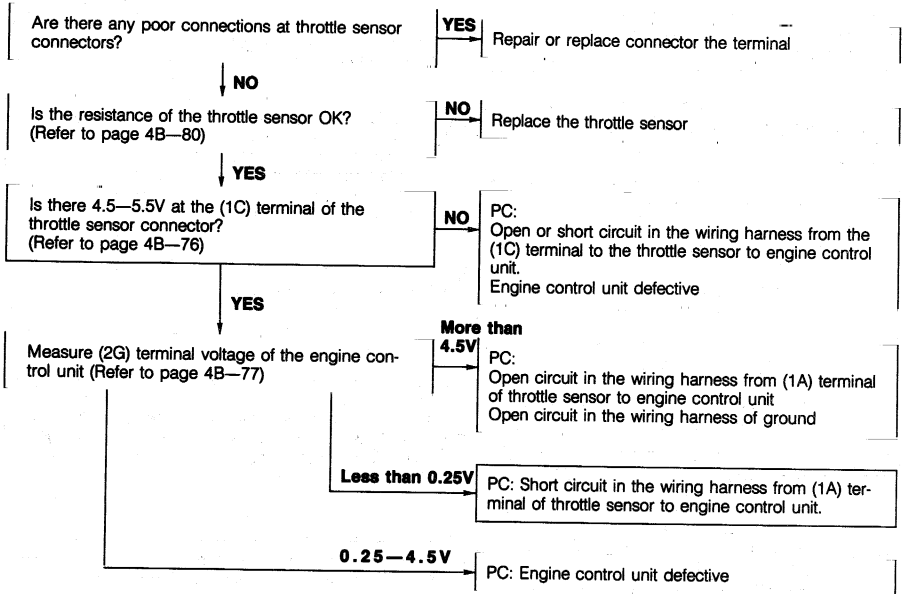 Are there any poor connections at throttle sensor
connectors?
YES
Repair or replace connector the terminal
NO
Is the resistance of the throttle sensor OK?
(Refer to page 4B—80)
NO
Replace the throttle sensor
YES
Is there 4.5—5.5V at the (1C) terminal of the
throttle sensor connector?
(Refer to page 4B—76)
NO
PC:
Open or short circuit in the wiring harness from the
(1C) terminal to the throttle sensor to engine control
unit.
Engine control unit defective
YES
Measure (2G) terminal voltage of the engine con-
trol unit (Refer to page 4B—77)
More than
4.5V
PC:
Open circuit in the wiring harness from (1A) terminal
of throttle sensor to engine control unit
Open circuit in the wiring harness of ground
Less than 0.25V
PC: Short circuit in the wiring harness from (1A) ter-
minal of throttle sensor to engine control unit.
0.25—4.5V
PC: Engine control unit defective